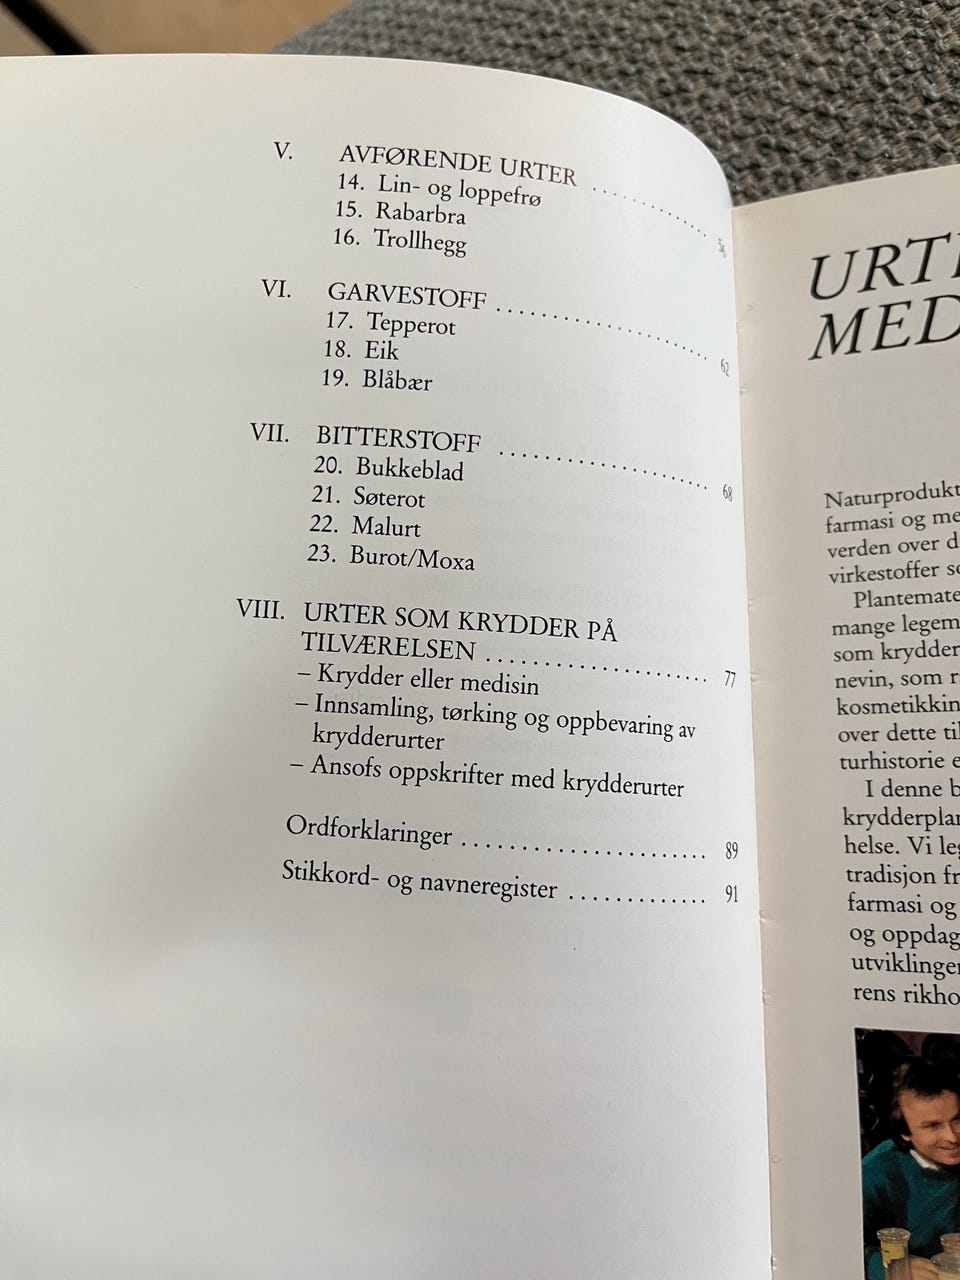 V. AVFØRENDE URTER . . . . . . . . . . . . . . . . . 54
14. Lin- og loppefrø
15. Rabarbra
16. Trollhegg
VI. GARVESTOFF . . . . . . . . . . . . . . . . . . . . . . . . . 62
17. Tepperot
18. Eik
19. Blåbær
VII. BITTERSTOFF . . . . . . . . . . . . . . . . . . . . . . . . 68
20. Bukkeblad
21. Søterot
22. Malurt
23. Burot/Moxa
VIII. URTER SOM KRYDDER PÅ
TILVÆRELSEN . . . . . . . . . . . . . . . . . . . . . 77
– Krydder eller medisin
– Innsamling, tørking og oppbevaring av
krydderurter
– Ansofs oppskrifter med krydderurter
Ordforklaringer . . . . . . . . . . . . . . . . . . . . . . . 89
Stikkord- og navneregister . . . . . . . . . . . . . 91
URT
MED
Naturprodukt
farmasi og me
verden over d
virkestoffer s
Plantemate
mange legem
som krydder
nevin, som r
kosmetikkin
over dette til
turhistorie e
I denne b
krydderplan
helse. Vi leg
tradisjon fr
farmasi og
og oppdag
utviklinge
rens rikho